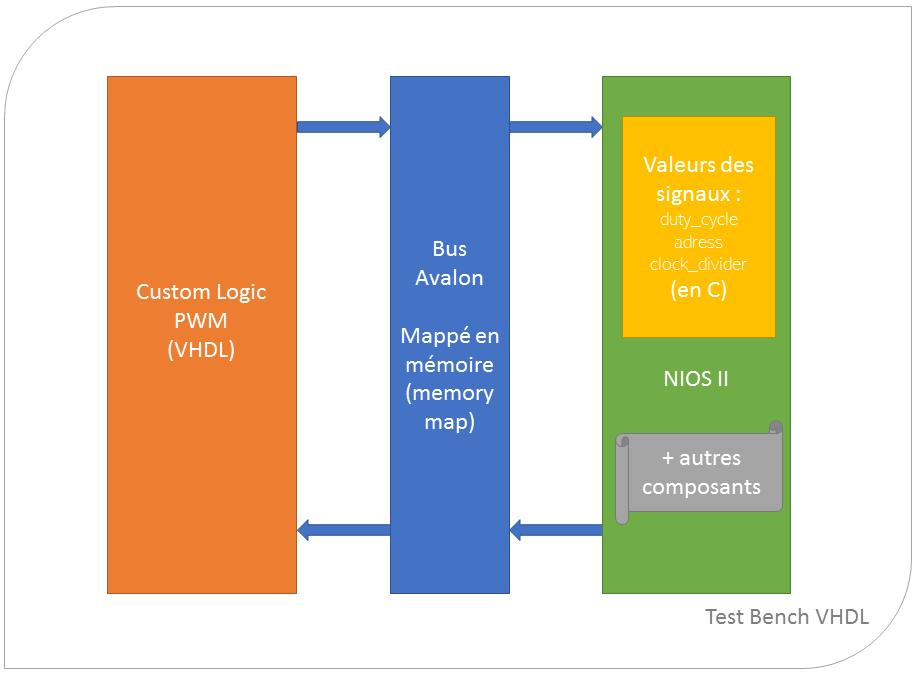 Custom Logic
PWM
(VHDL)
Bus
Avalon
Mappé en
mémoire
(memory
map)
Valeurs des
signaux :
duty_cycle
adress
clock_divider
(en C)
NIOS II
+ autres
composants
Test Bench VHDL